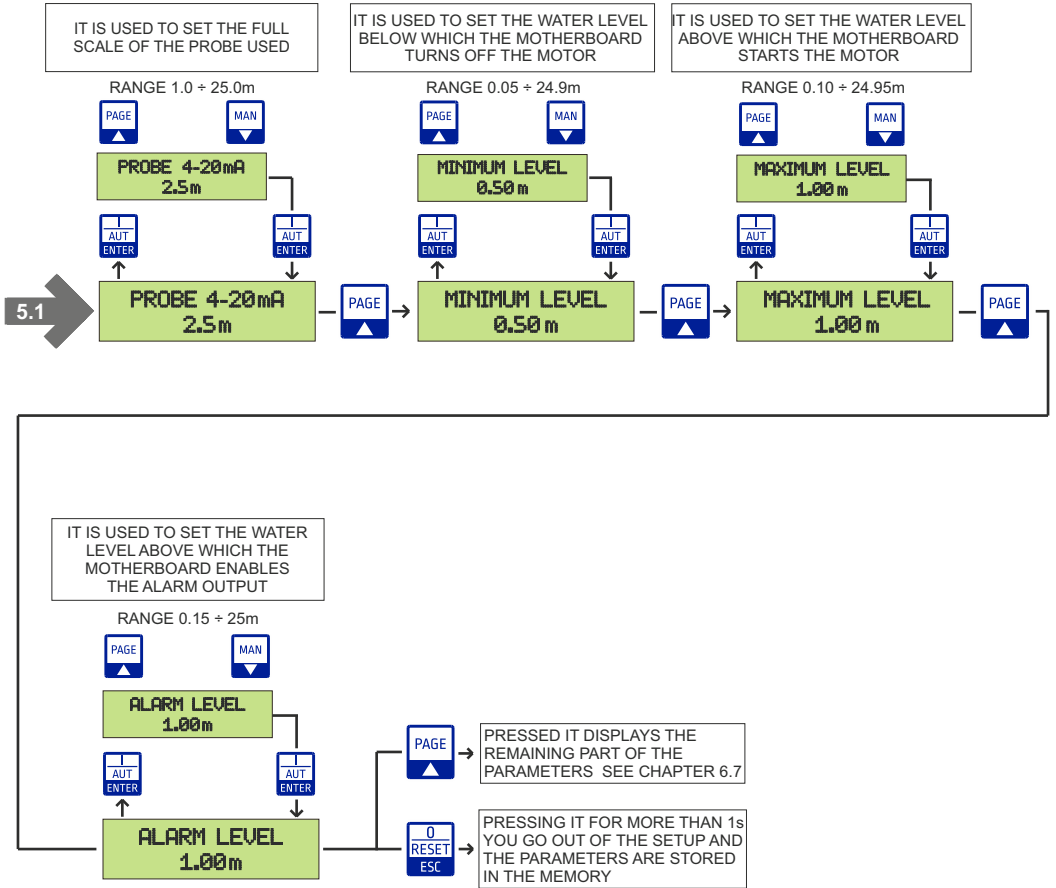 IT IS USED TO SET THE FULL
SCALE OF THE PROBE USED
RANGE 1.0 ÷ 25.0m
PAGE
MAN
PROBE 4-20mA
2.5m
I
AUT
ENTER
I
AUT
ENTER
5.1
PROBE 4-20mA
2.5m
PAGE
IT IS USED TO SET THE WATER LEVEL
BELOW WHICH THE MOTHERBOARD
TURNS OFF THE MOTOR
RANGE 0.05 ÷ 24.9m
PAGE
MAN
MINIMUM LEVEL
0.50 m
I
AUT
ENTER
I
AUT
ENTER
MINIMUM LEVEL
0.50 m
PAGE
IT IS USED TO SET THE WATER LEVEL
ABOVE WHICH THE MOTHERBOARD
STARTS THE MOTOR
RANGE 0.10 ÷ 24.95m
PAGE
MAN
MAXIMUM LEVEL
1.00 m
I
AUT
ENTER
I
AUT
ENTER
MAXIMUM LEVEL
1.00 m
PAGE
IT IS USED TO SET THE WATER
LEVEL ABOVE WHICH THE
MOTHERBOARD ENABLES
THE ALARM OUTPUT
RANGE 0.15 ÷ 25m
PAGE
MAN
ALARM LEVEL
1.00m
I
AUT
ENTER
I
AUT
ENTER
ALARM LEVEL
1.00m
PAGE
PRESSED IT DISPLAYS THE
REMAINING PART OF THE
PARAMETERS SEE CHAPTER 6.7
0
RESET
ESC
PRESSING IT FOR MORE THAN 1s
YOU GO OUT OF THE SETUP AND
THE PARAMETERS ARE STORED
IN THE MEMORY